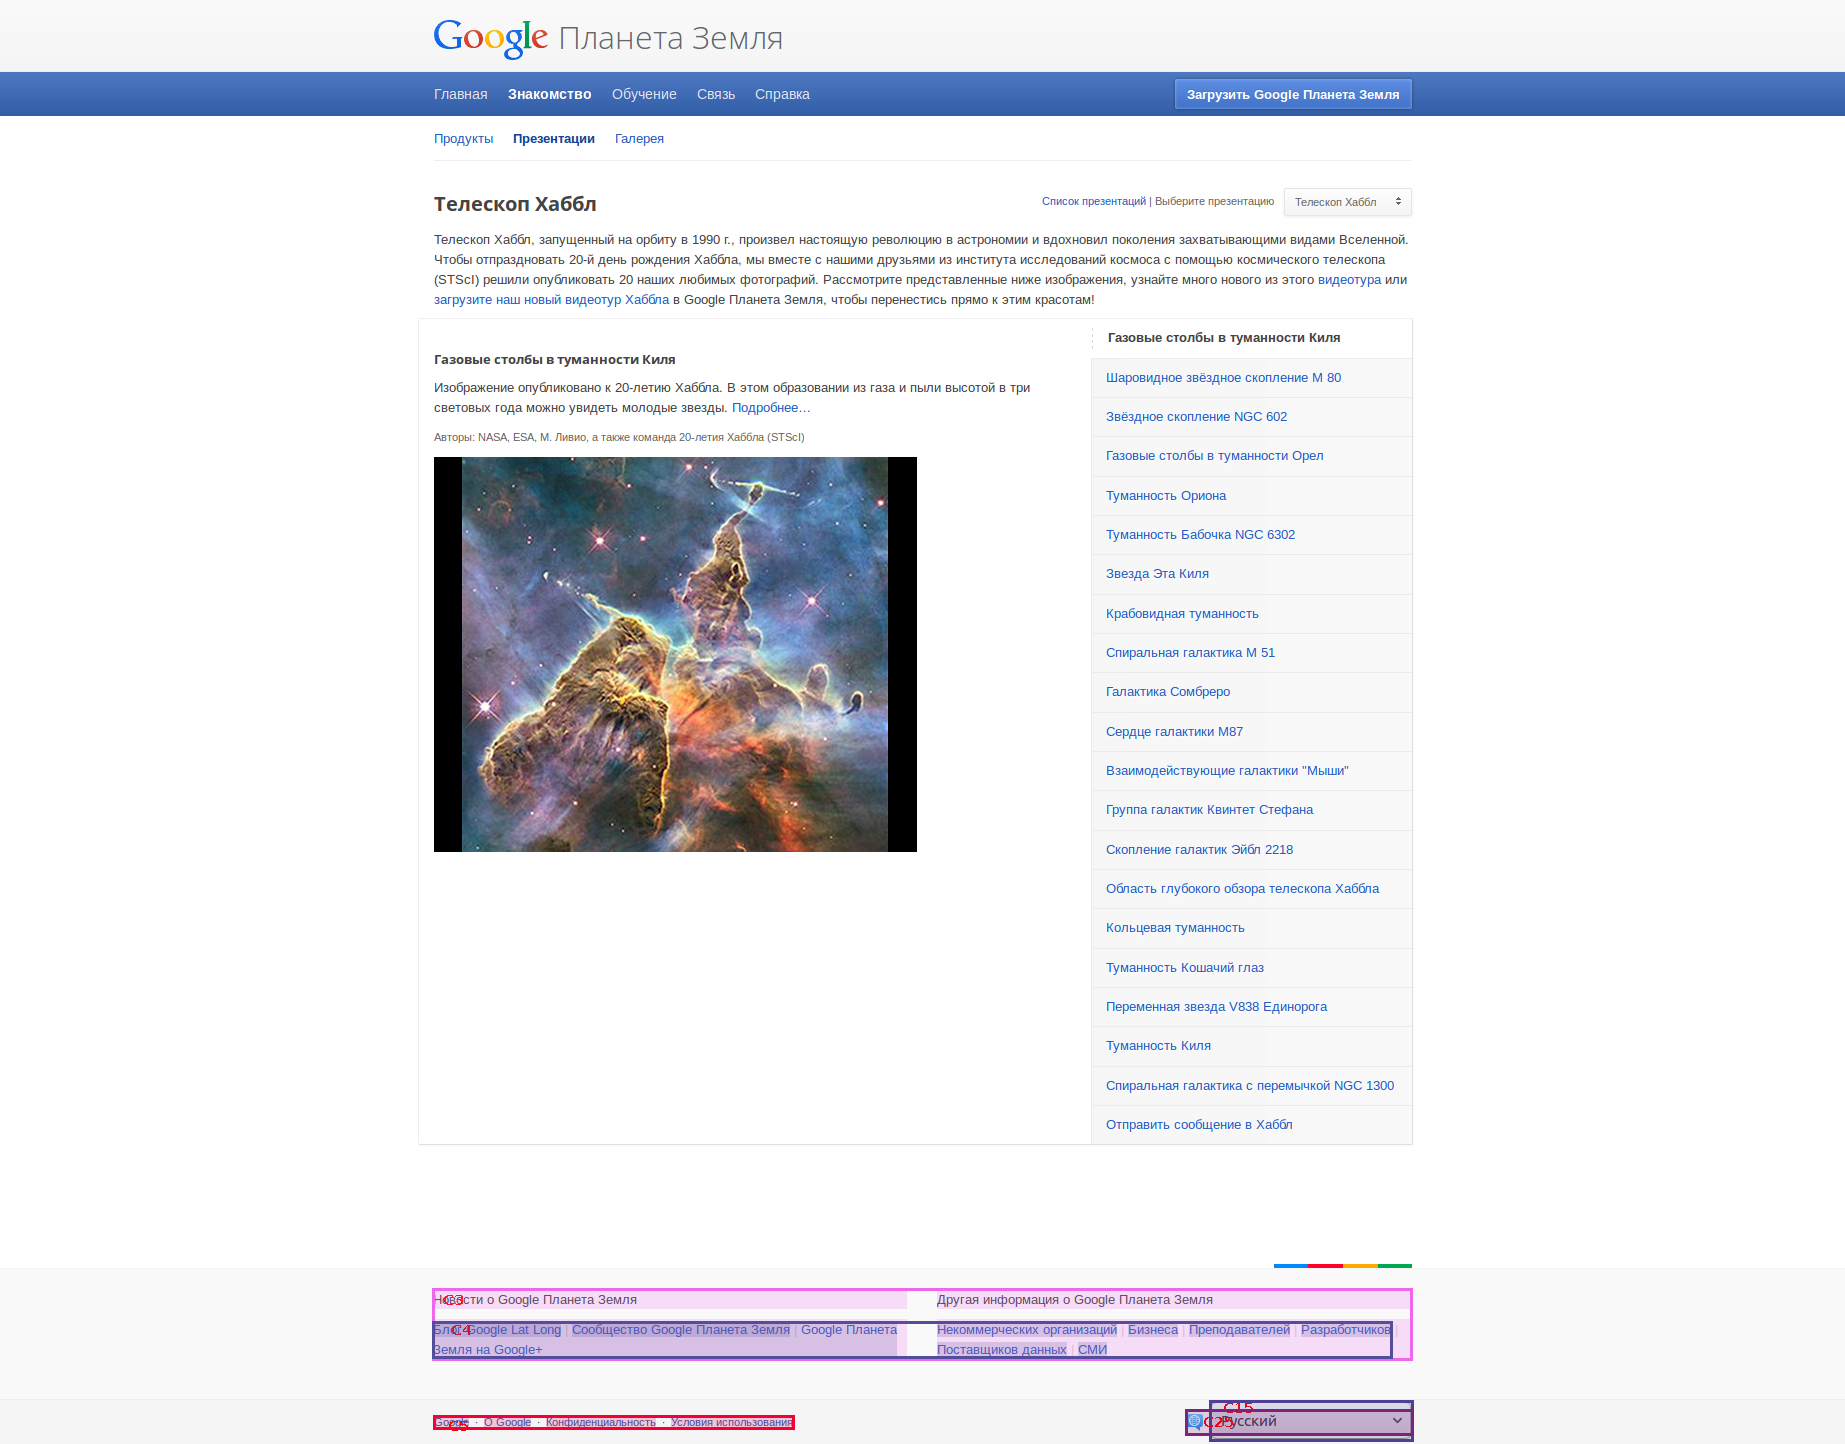 Google Планета Земля
Главная Знакомство Обучение Связь Справка Загрузить Google Планета Земля
Продукты Презентации Галерея
Телескоп Хаббл
Список презентаций | Выберите презентацию Телескоп Хаббл
Телескоп Хаббл, запущенный на орбиту в 1990 г., произвел настоящую революцию в астрономии и вдохновил поколения захватывающими видами Вселенной.
Чтобы отпраздновать 20-й день рождения Хаббла, мы вместе с нашими друзьями из института исследований космоса с помощью космического телескопа
(STScI) решили опубликовать 20 наших любимых фотографий. Рассмотрите представленные ниже изображения, узнайте много нового из этого видеотура или
загрузите наш новый видеотур Хаббла в Google Планета Земля, чтобы перенестись прямо к этим красотам!
Газовые столбы в туманности Киля
Изображение опубликовано к 20-летию Хаббла. В этом образовании из газа и пыли высотой в три
световых года можно увидеть молодые звезды. Подробнее…
Авторы: NASA, ESA, М. Ливио, а также команда 20-летия Хаббла (STScI)
Газовые столбы в туманности Киля
Шаровидное звёздное скопление M 80
Звёздное скопление NGC 602
Газовые столбы в туманности Орел
Туманность Ориона
Туманность Бабочка NGC 6302
Звезда Эта Киля
Крабовидная туманность
Спиральная галактика M 51
Галактика Сомбреро
Сердце галактики M87
Взаимодействующие галактики "Мыши"
Группа галактик Квинтет Стефана
Скопление галактик Эйбл 2218
Область глубокого обзора телескопа Хаббла
Кольцевая туманность
Туманность Кошачий глаз
Переменная звезда V838 Единорога
Туманность Киля
Спиральная галактика с перемычкой NGC 1300
Отправить сообщение в Хаббл
C3
Новости о Google Планета Земля
C4
Блог Google Lat Long | Сообщество Google Планета Земля | Google Планета
Земля на Google+
Другая информация о Google Планета Земля
Некоммерческих организаций | Бизнеса | Преподавателей | Разработчиков |
Поставщиков данных | СМИ
C5
Google · О Google · Конфиденциальность · Условия использования
C15
C25
Русский